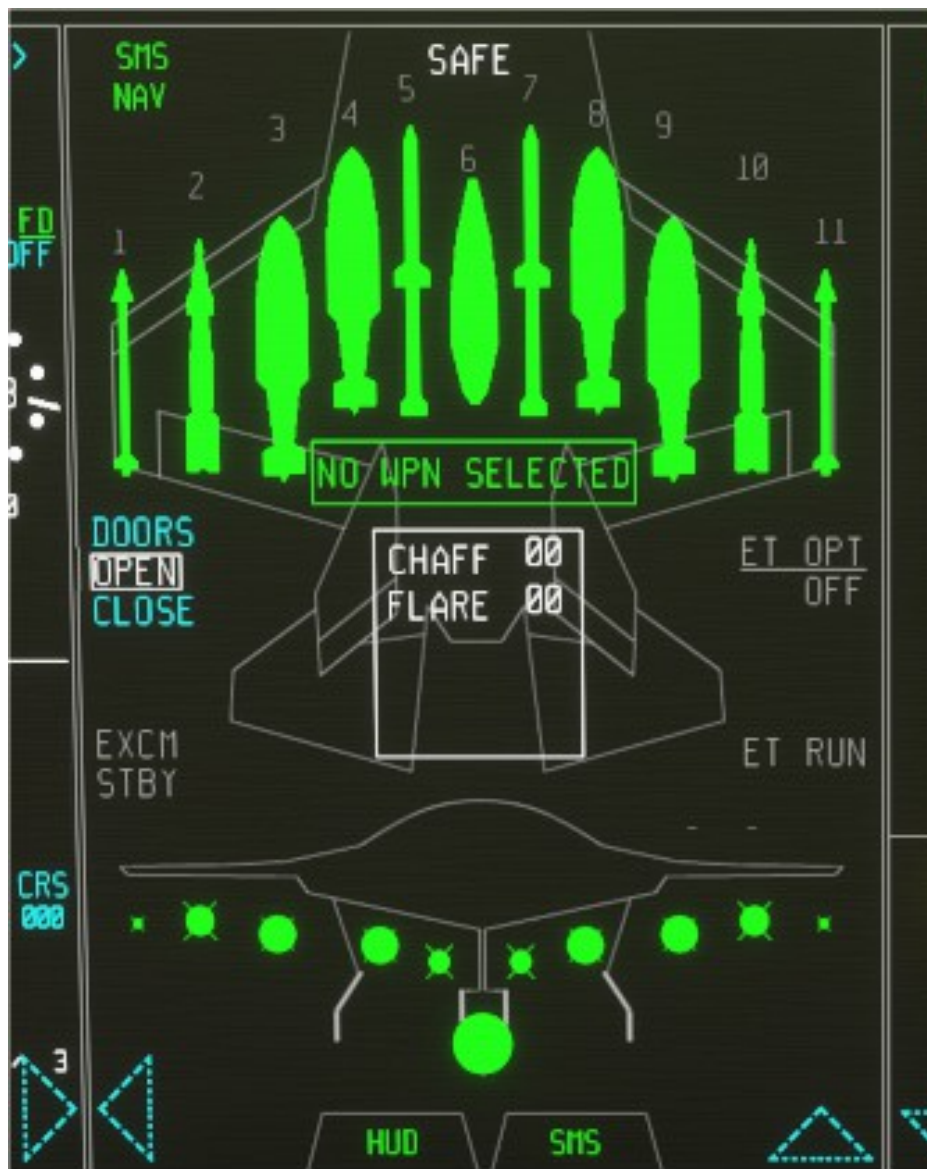 SMS
NAV
SAFE
1
2
3
4
5
6
7
8
9
10
11
FD
OFF
NO WPN SELECTED
DOORS
OPEN
CLOSE
CHAFF 00
FLARE 00
ET OPT
OFF
EXCM
STBY
ET RUN
CRS
000
3
HUD
SMS